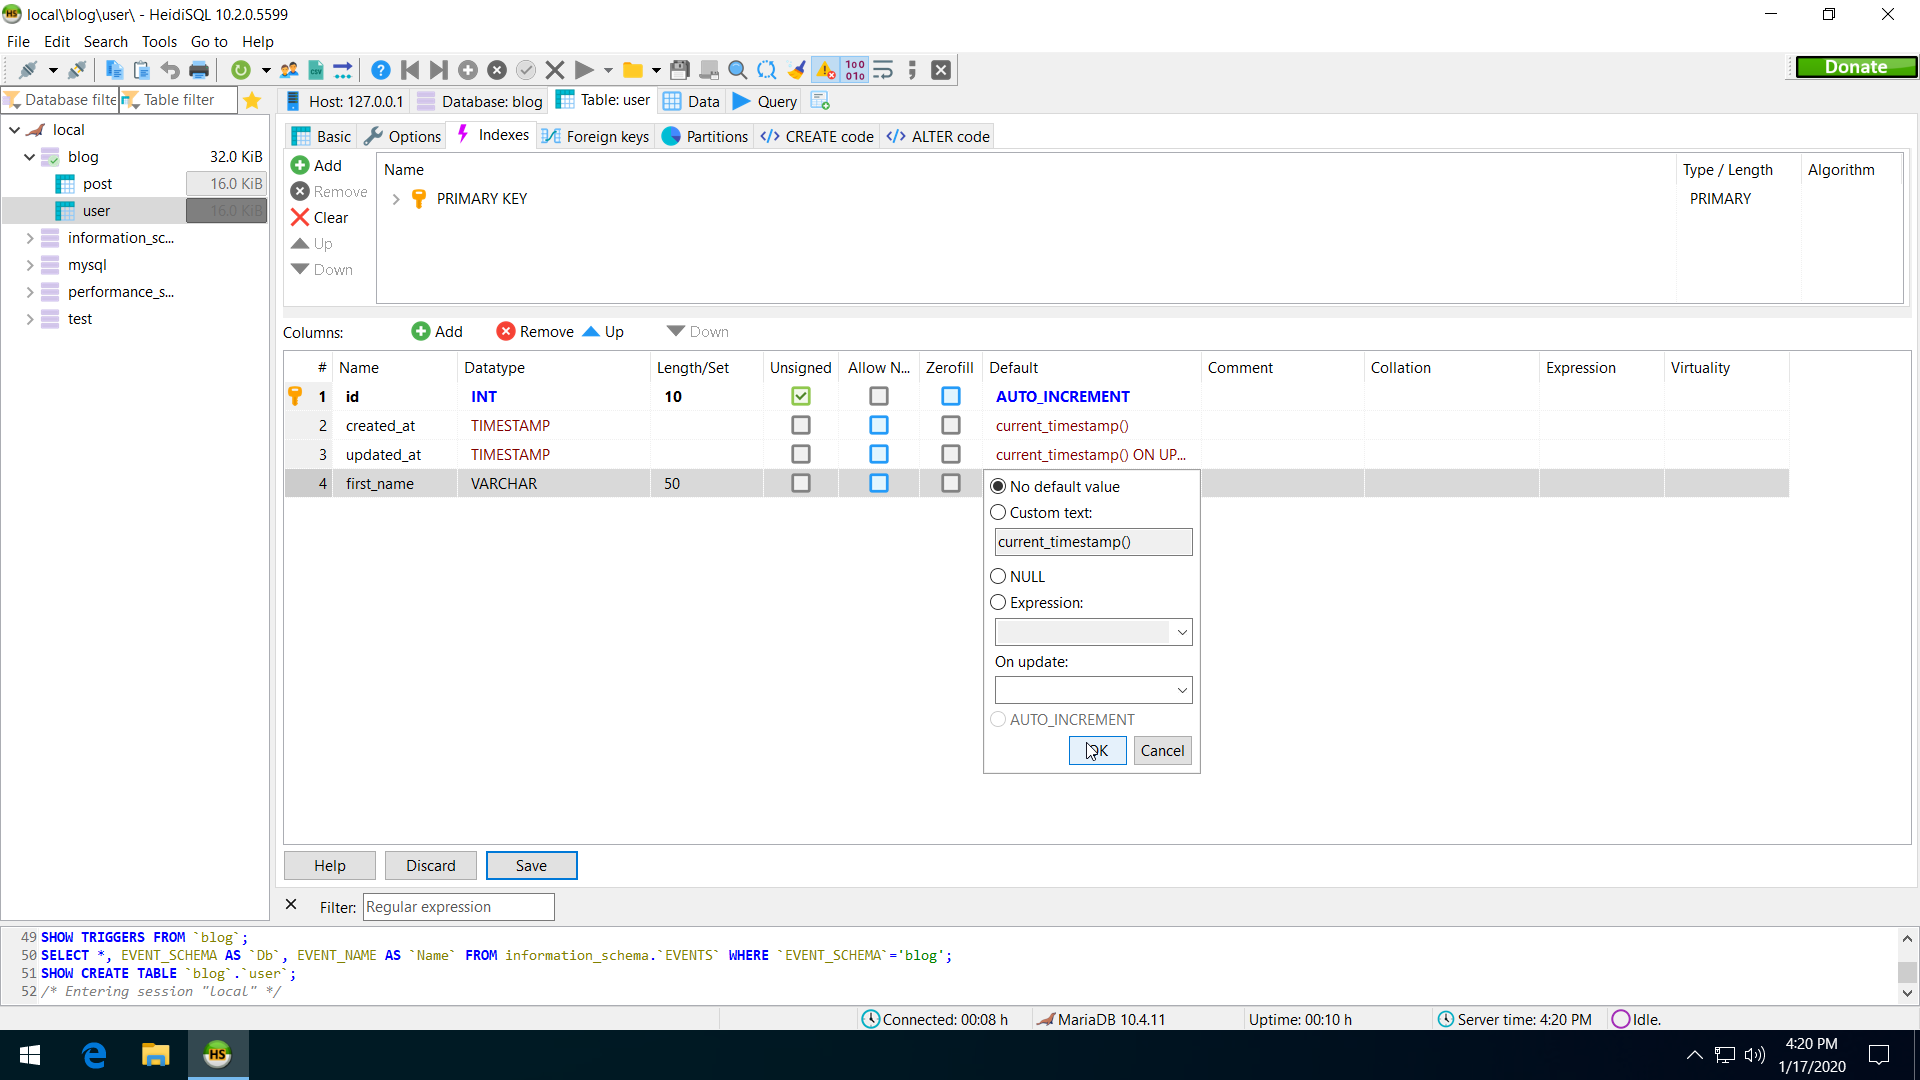 local\blog\user\ - HeidiSQL 10.2.0.5599
File Edit Search Tools Go to Help
Donate
Database filte Table filter
Host: 127.0.0.1 Database: blog Table: user Data Query
local
blog 32.0 KiB
post 16.0 KiB
user 16.0 KiB
information_sc...
mysql
performance_s...
test
Basic Options Indexes Foreign keys Partitions CREATE code ALTER code
Add
Remove
Clear
Up
Down
Name Type / Length Algorithm
PRIMARY KEY PRIMARY
Columns: Add Remove Up Down
# Name Datatype Length/Set Unsigned Allow N... Zerofill Default Comment Collation Expression Virtuality
1 id INT 10 AUTO_INCREMENT
2 created_at TIMESTAMP current_timestamp()
3 updated_at TIMESTAMP current_timestamp() ON UP...
4 first_name VARCHAR 50
No default value
Custom text:
current_timestamp()
NULL
Expression:
On update:
AUTO_INCREMENT
OK Cancel
Help Discard Save
Filter: Regular expression
49 SHOW TRIGGERS FROM `blog`;
50 SELECT *, EVENT_SCHEMA AS `Db`, EVENT_NAME AS `Name` FROM information_schema.`EVENTS` WHERE `EVENT_SCHEMA`='blog';
51 SHOW CREATE TABLE `blog`.`user`;
52 /* Entering session "local" */
Connected: 00:08 h MariaDB 10.4.11 Uptime: 00:10 h Server time: 4:20 PM Idle.
HS
4:20 PM
1/17/2020